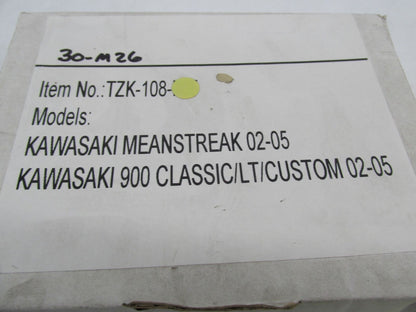 30-M26
Item No.:TZK-108-
Models:
KAWASAKI MEANSTREAK 02-05
KAWASAKI 900 CLASSIC/LT/CUSTOM 02-05